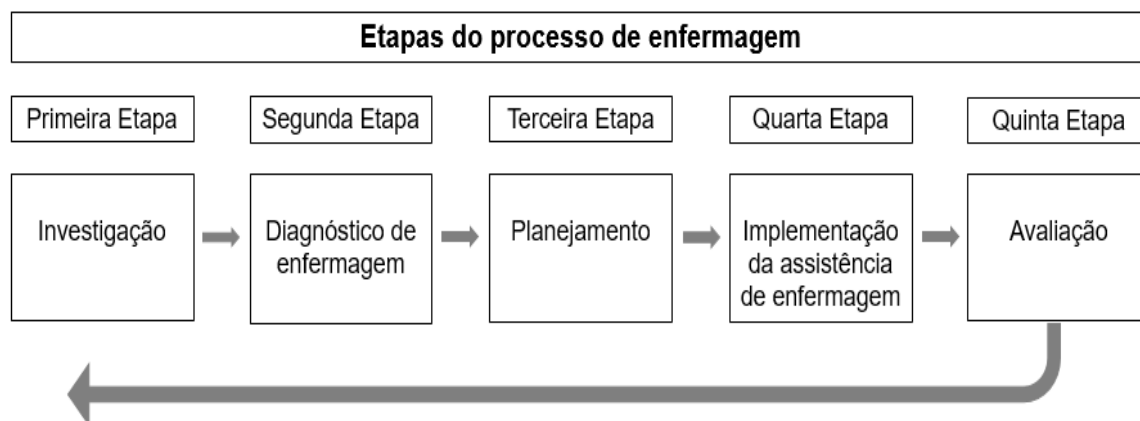 Etapas do processo de enfermagem
Primeira Etapa
Segunda Etapa
Terceira Etapa
Quarta Etapa
Quinta Etapa
Investigação
Diagnóstico de
enfermagem
Planejamento
Implementação
da assistência
de enfermagem
Avaliação